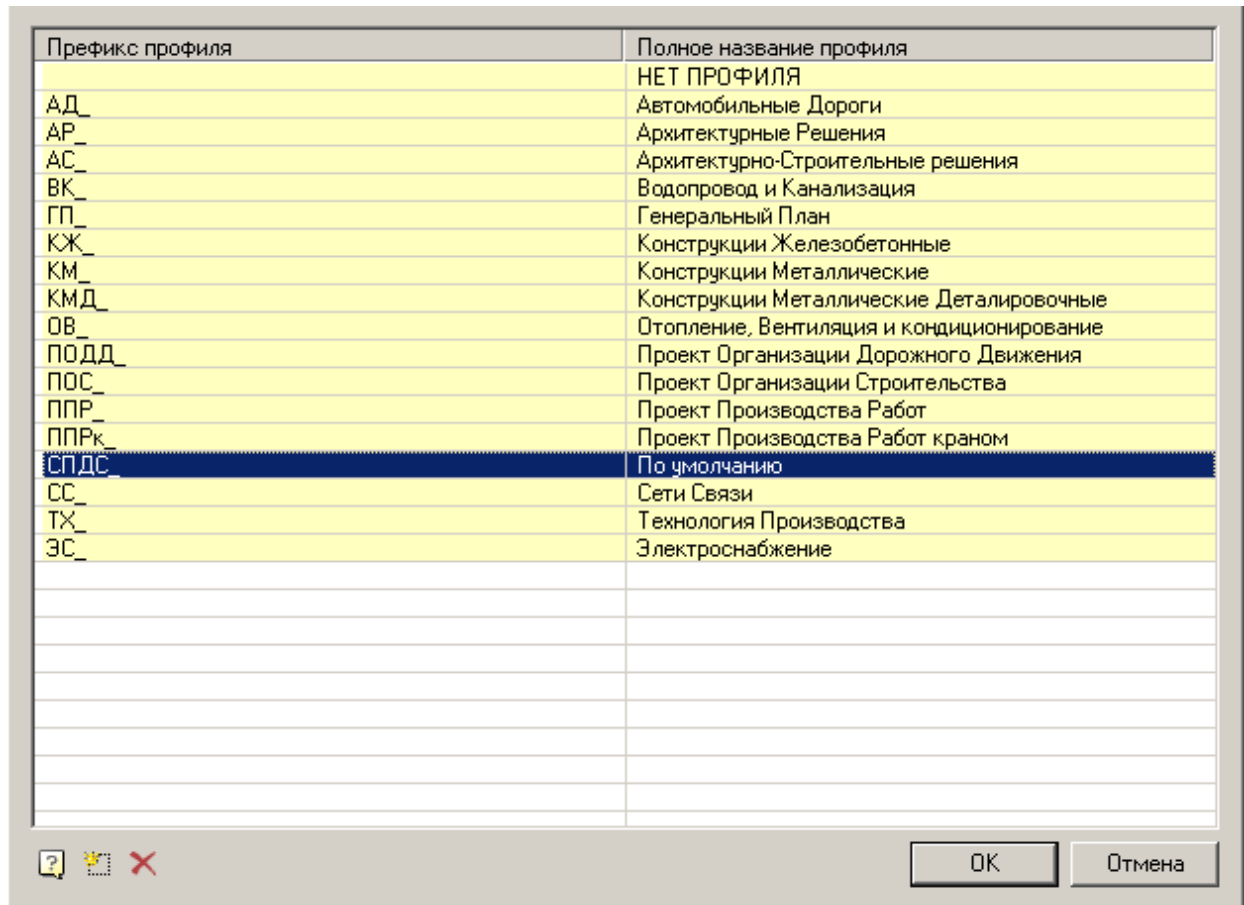 Префикс профиля Полное название профиля
НЕТ ПРОФИЛЯ
АД_ Автомобильные Дороги
АР_ Архитектурные Решения
АС_ Архитектурно-Строительные решения
ВК_ Водопровод и Канализация
ГП_ Генеральный План
КЖ_ Конструкции Железобетонные
КМ_ Конструкции Металлические
КМД_ Конструкции Металлические Деталировочные
ОВ_ Отопление, Вентиляция и кондиционирование
ПОДД_ Проект Организации Дорожного Движения
ПОС_ Проект Организации Строительства
ППР_ Проект Производства Работ
ППРк_ Проект Производства Работ краном
СПДС_ По умолчанию
СС_ Сети Связи
ТХ_ Технология Производства
ЭС_ Электроснабжение
ОК Отмена